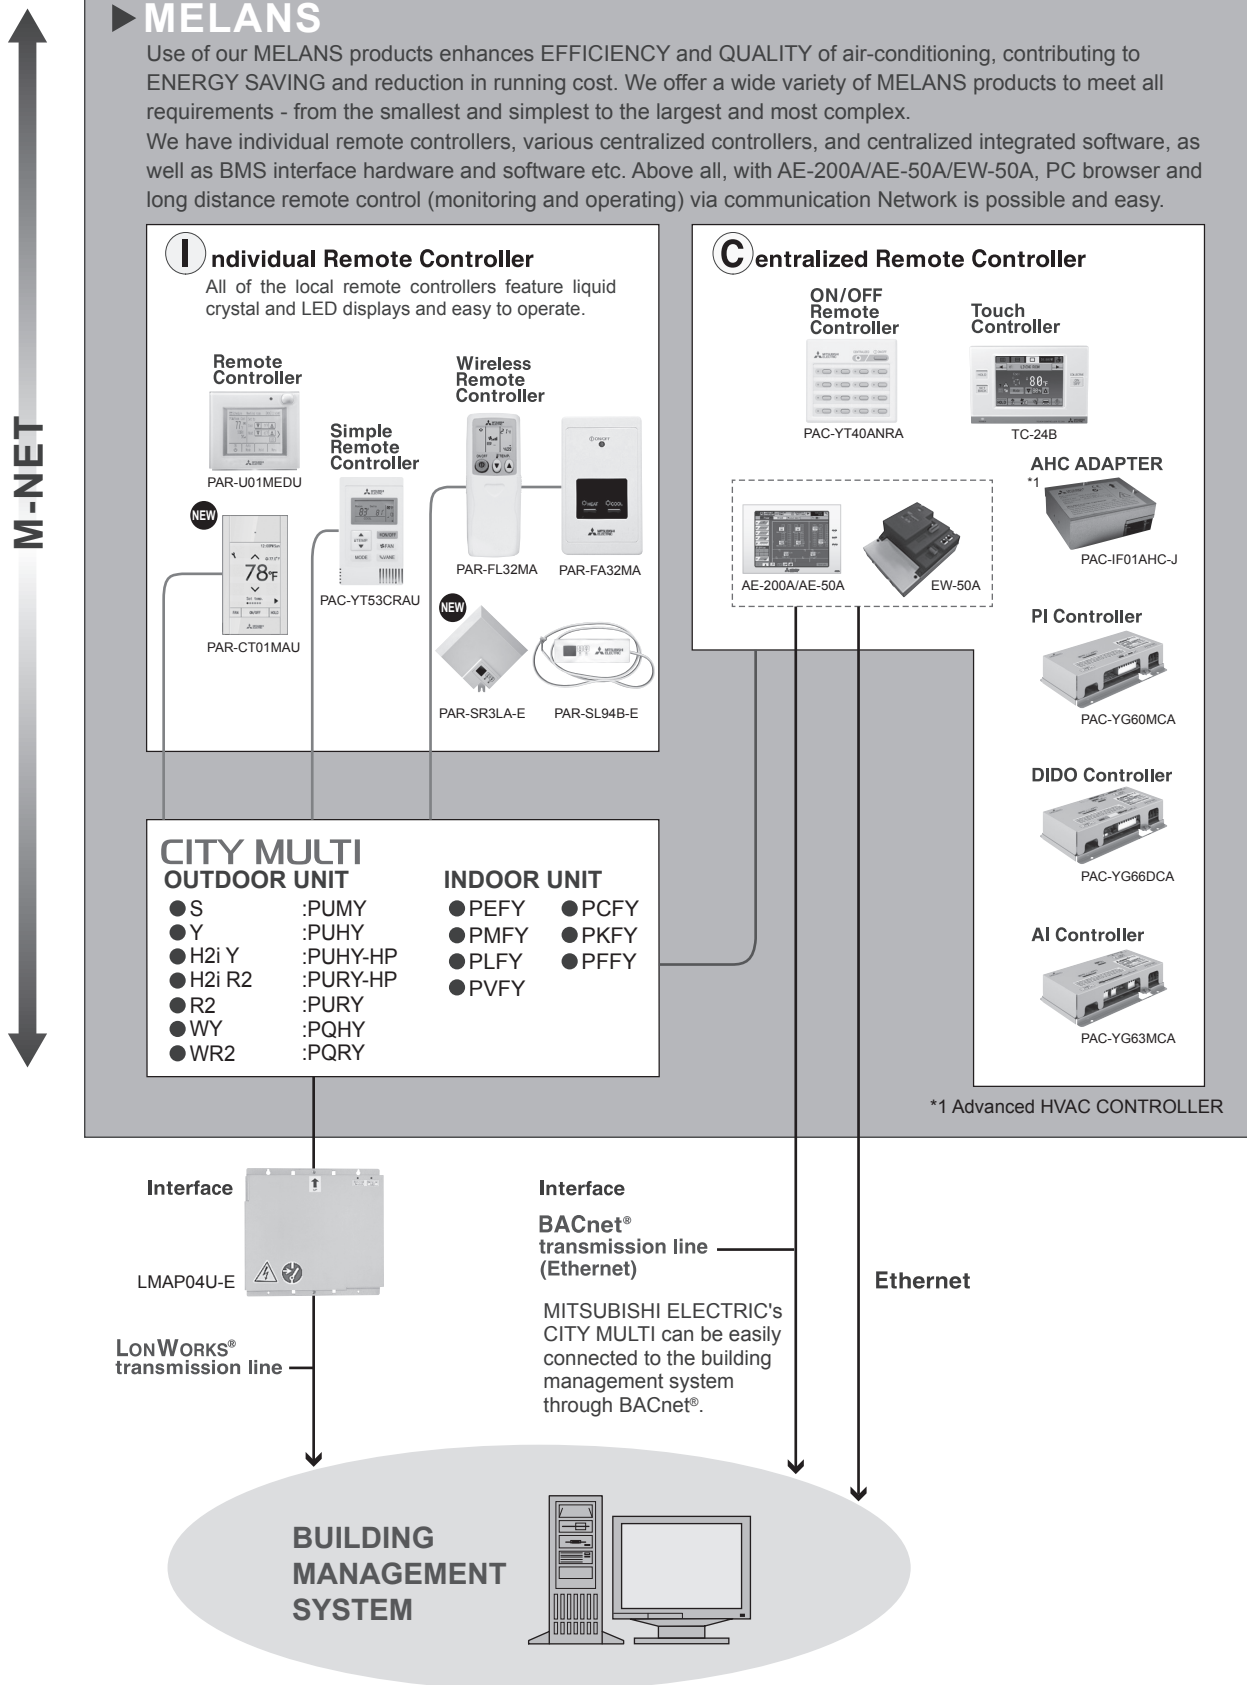 M-NET
MELANS
Use of our MELANS products enhances EFFICIENCY and QUALITY of air-conditioning, contributing to
ENERGY SAVING and reduction in running cost. We offer a wide variety of MELANS products to meet all
requirements - from the smallest and simplest to the largest and most complex.
We have individual remote controllers, various centralized controllers, and centralized integrated software, as
well as BMS interface hardware and software etc. Above all, with AE-200A/AE-50A/EW-50A, PC browser and
long distance remote control (monitoring and operating) via communication Network is possible and easy.
Individual Remote Controller
All of the local remote controllers feature liquid
crystal and LED displays and easy to operate.
Remote
Controller
PAR-U01MEDU
NEW
78°F
PAR-CT01MAU
Simple
Remote
Controller
PAC-YT53CRAU
Wireless
Remote
Controller
PAR-FL32MA
PAR-FA32MA
NEW
PAR-SR3LA-E
PAR-SL94B-E
Centralized Remote Controller
ON/OFF
Remote
Controller
PAC-YT40ANRA
Touch
Controller
80°F
TC-24B
AE-200A/AE-50A
EW-50A
AHC ADAPTER
*1
PAC-IF01AHC-J
PI Controller
PAC-YG60MCA
DIDO Controller
PAC-YG66DCA
AI Controller
PAC-YG63MCA
*1 Advanced HVAC CONTROLLER
CITY MULTI
OUTDOOR UNIT
●S :PUMY
●Y :PUHY
●H2i Y :PUHY-HP
●H2i R2 :PURY-HP
●R2 :PURY
●WY :PQHY
●WR2 :PQRY
INDOOR UNIT
●PEFY ●PCFY
●PMFY ●PKFY
●PLFY ●PFFY
●PVFY
Interface
LMAP04U-E
LONWORKS®
transmission line
Interface
BACnet®
transmission line
(Ethernet)
MITSUBISHI ELECTRIC's
CITY MULTI can be easily
connected to the building
management system
through BACnet®.
Ethernet
BUILDING
MANAGEMENT
SYSTEM